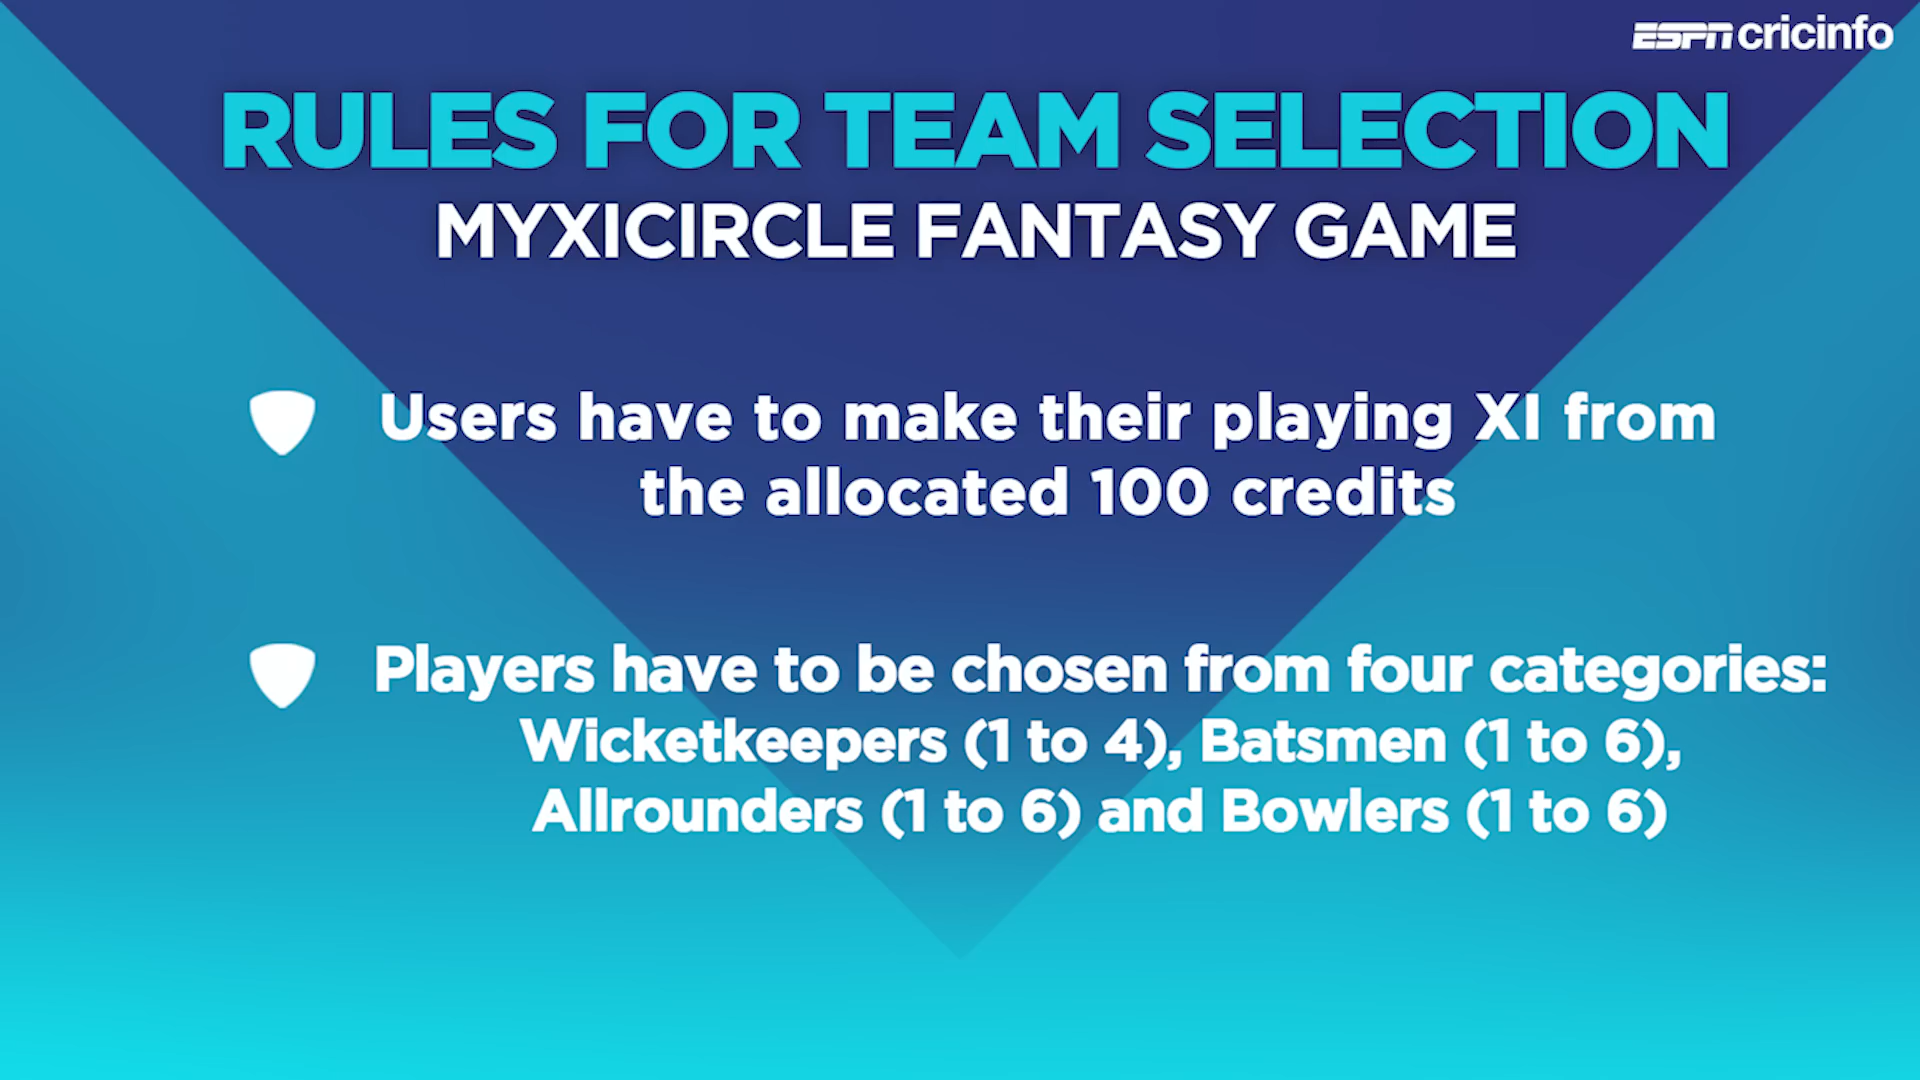 ESPN cricinfo
RULES FOR TEAM SELECTION
MYXICIRCLE FANTASY GAME
Users have to make their playing XI from
the allocated 100 credits
Players have to be chosen from four categories:
Wicketkeepers (1 to 4), Batsmen (1 to 6),
Allrounders (1 to 6) and Bowlers (1 to 6)